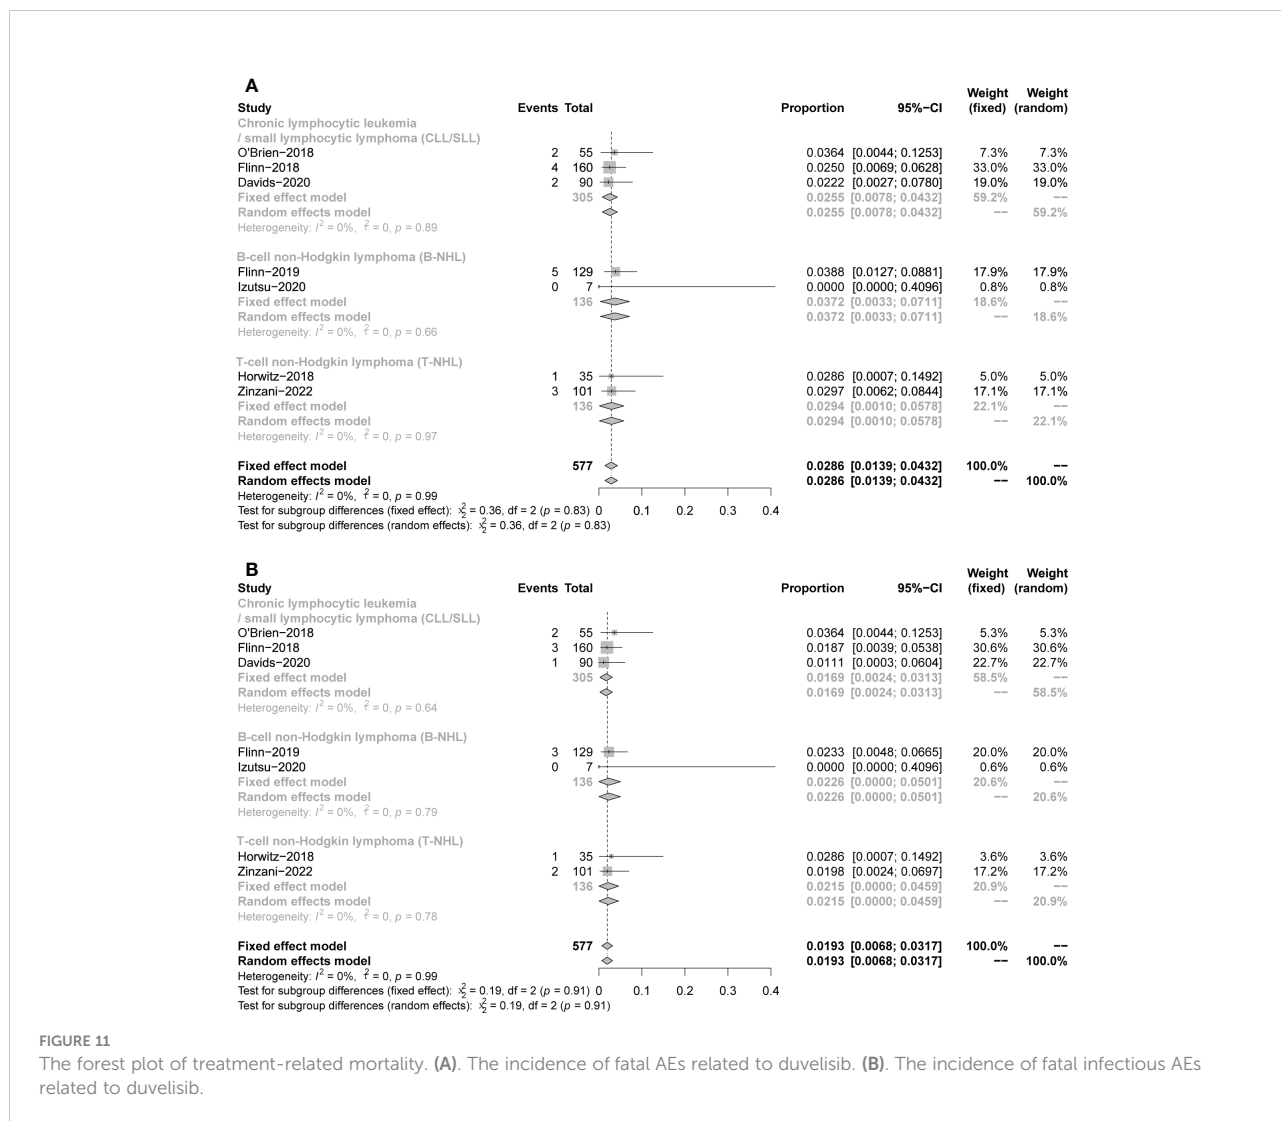 A
Weight Weight
Study Events Total Proportion 95%−CI (fixed) (random)
Chronic lymphocytic leukemia
/ small lymphocytic lymphoma (CLL/SLL)
O'Brien−2018 2 55 0.0364 [0.0044; 0.1253] 7.3% 7.3%
Flinn−2018 4 160 0.0250 [0.0069; 0.0628] 33.0% 33.0%
Davids−2020 2 90 0.0222 [0.0027; 0.0780] 19.0% 19.0%
Fixed effect model 305 0.0255 [0.0078; 0.0432] 59.2% −−
Random effects model 0.0255 [0.0078; 0.0432] −− 59.2%
Heterogeneity: I² = 0%, τ² = 0, p = 0.89
B-cell non-Hodgkin lymphoma (B-NHL)
Flinn−2019 5 129 0.0388 [0.0127; 0.0881] 17.9% 17.9%
Izutsu−2020 0 7 0.0000 [0.0000; 0.4096] 0.8% 0.8%
Fixed effect model 136 0.0372 [0.0033; 0.0711] 18.6% −−
Random effects model 0.0372 [0.0033; 0.0711] −− 18.6%
Heterogeneity: I² = 0%, τ² = 0, p = 0.66
T-cell non-Hodgkin lymphoma (T-NHL)
Horwitz−2018 1 35 0.0286 [0.0007; 0.1492] 5.0% 5.0%
Zinzani−2022 3 101 0.0297 [0.0062; 0.0844] 17.1% 17.1%
Fixed effect model 136 0.0294 [0.0010; 0.0578] 22.1% −−
Random effects model 0.0294 [0.0010; 0.0578] −− 22.1%
Heterogeneity: I² = 0%, τ² = 0, p = 0.97
Fixed effect model 577 0.0286 [0.0139; 0.0432] 100.0% −−
Random effects model 0.0286 [0.0139; 0.0432] −− 100.0%
Heterogeneity: I² = 0%, τ² = 0, p = 0.99
Test for subgroup differences (fixed effect): χ²₂ = 0.36, df = 2 (p = 0.83) 0 0.1 0.2 0.3 0.4
Test for subgroup differences (random effects): χ²₂ = 0.36, df = 2 (p = 0.83)
B
Weight Weight
Study Events Total Proportion 95%−CI (fixed) (random)
Chronic lymphocytic leukemia
/ small lymphocytic lymphoma (CLL/SLL)
O'Brien−2018 2 55 0.0364 [0.0044; 0.1253] 5.3% 5.3%
Flinn−2018 3 160 0.0187 [0.0039; 0.0538] 30.6% 30.6%
Davids−2020 1 90 0.0111 [0.0003; 0.0604] 22.7% 22.7%
Fixed effect model 305 0.0169 [0.0024; 0.0313] 58.5% −−
Random effects model 0.0169 [0.0024; 0.0313] −− 58.5%
Heterogeneity: I² = 0%, τ² = 0, p = 0.64
B-cell non-Hodgkin lymphoma (B-NHL)
Flinn−2019 3 129 0.0233 [0.0048; 0.0665] 20.0% 20.0%
Izutsu−2020 0 7 0.0000 [0.0000; 0.4096] 0.6% 0.6%
Fixed effect model 136 0.0226 [0.0000; 0.0501] 20.6% −−
Random effects model 0.0226 [0.0000; 0.0501] −− 20.6%
Heterogeneity: I² = 0%, τ² = 0, p = 0.79
T-cell non-Hodgkin lymphoma (T-NHL)
Horwitz−2018 1 35 0.0286 [0.0007; 0.1492] 3.6% 3.6%
Zinzani−2022 2 101 0.0198 [0.0024; 0.0697] 17.2% 17.2%
Fixed effect model 136 0.0215 [0.0000; 0.0459] 20.9% −−
Random effects model 0.0215 [0.0000; 0.0459] −− 20.9%
Heterogeneity: I² = 0%, τ² = 0, p = 0.78
Fixed effect model 577 0.0193 [0.0068; 0.0317] 100.0% −−
Random effects model 0.0193 [0.0068; 0.0317] −− 100.0%
Heterogeneity: I² = 0%, τ² = 0, p = 0.99
Test for subgroup differences (fixed effect): χ²₂ = 0.19, df = 2 (p = 0.91) 0 0.1 0.2 0.3 0.4
Test for subgroup differences (random effects): χ²₂ = 0.19, df = 2 (p = 0.91)
FIGURE 11
The forest plot of treatment-related mortality. (A). The incidence of fatal AEs related to duvelisib. (B). The incidence of fatal infectious AEs
related to duvelisib.